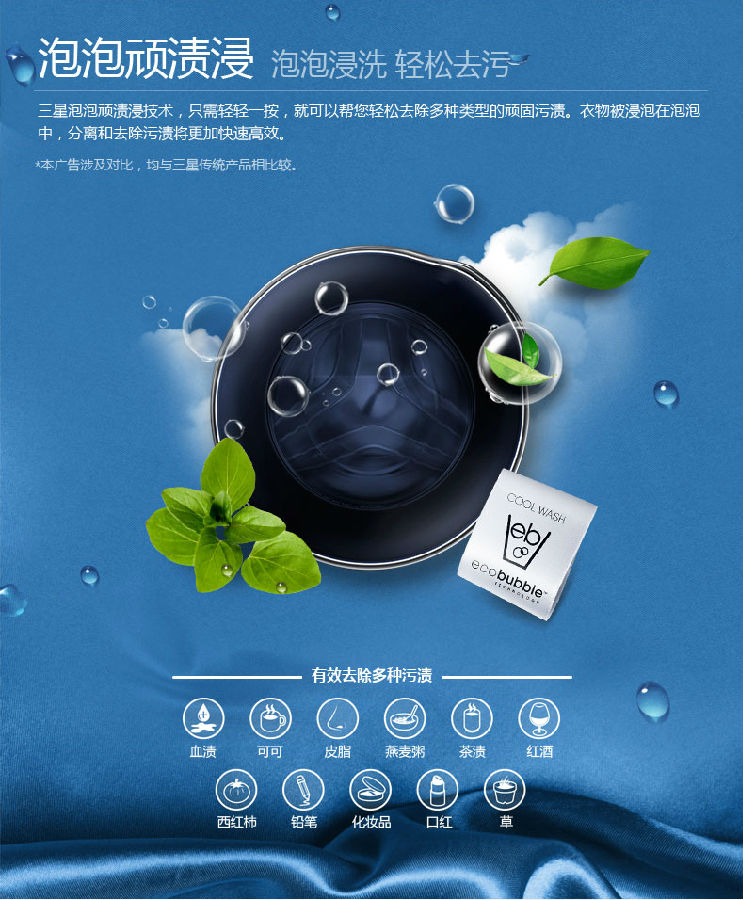 泡泡顽渍浸 泡泡浸洗 轻松去污
三星泡泡顽渍浸技术，只需轻轻一按，就可以帮您轻松去除多种类型的顽固污渍。衣物被浸泡在泡泡
中，分离和去除污渍将更加快速高效。
*本广告涉及对比，均与三星传统产品相比较。
COOL WASH
eb
ecobubble™
TECHNOLOGY
有效去除多种污渍
血渍 可可 皮脂 燕麦粥 茶渍 红酒
西红柿 铅笔 化妆品 口红 草